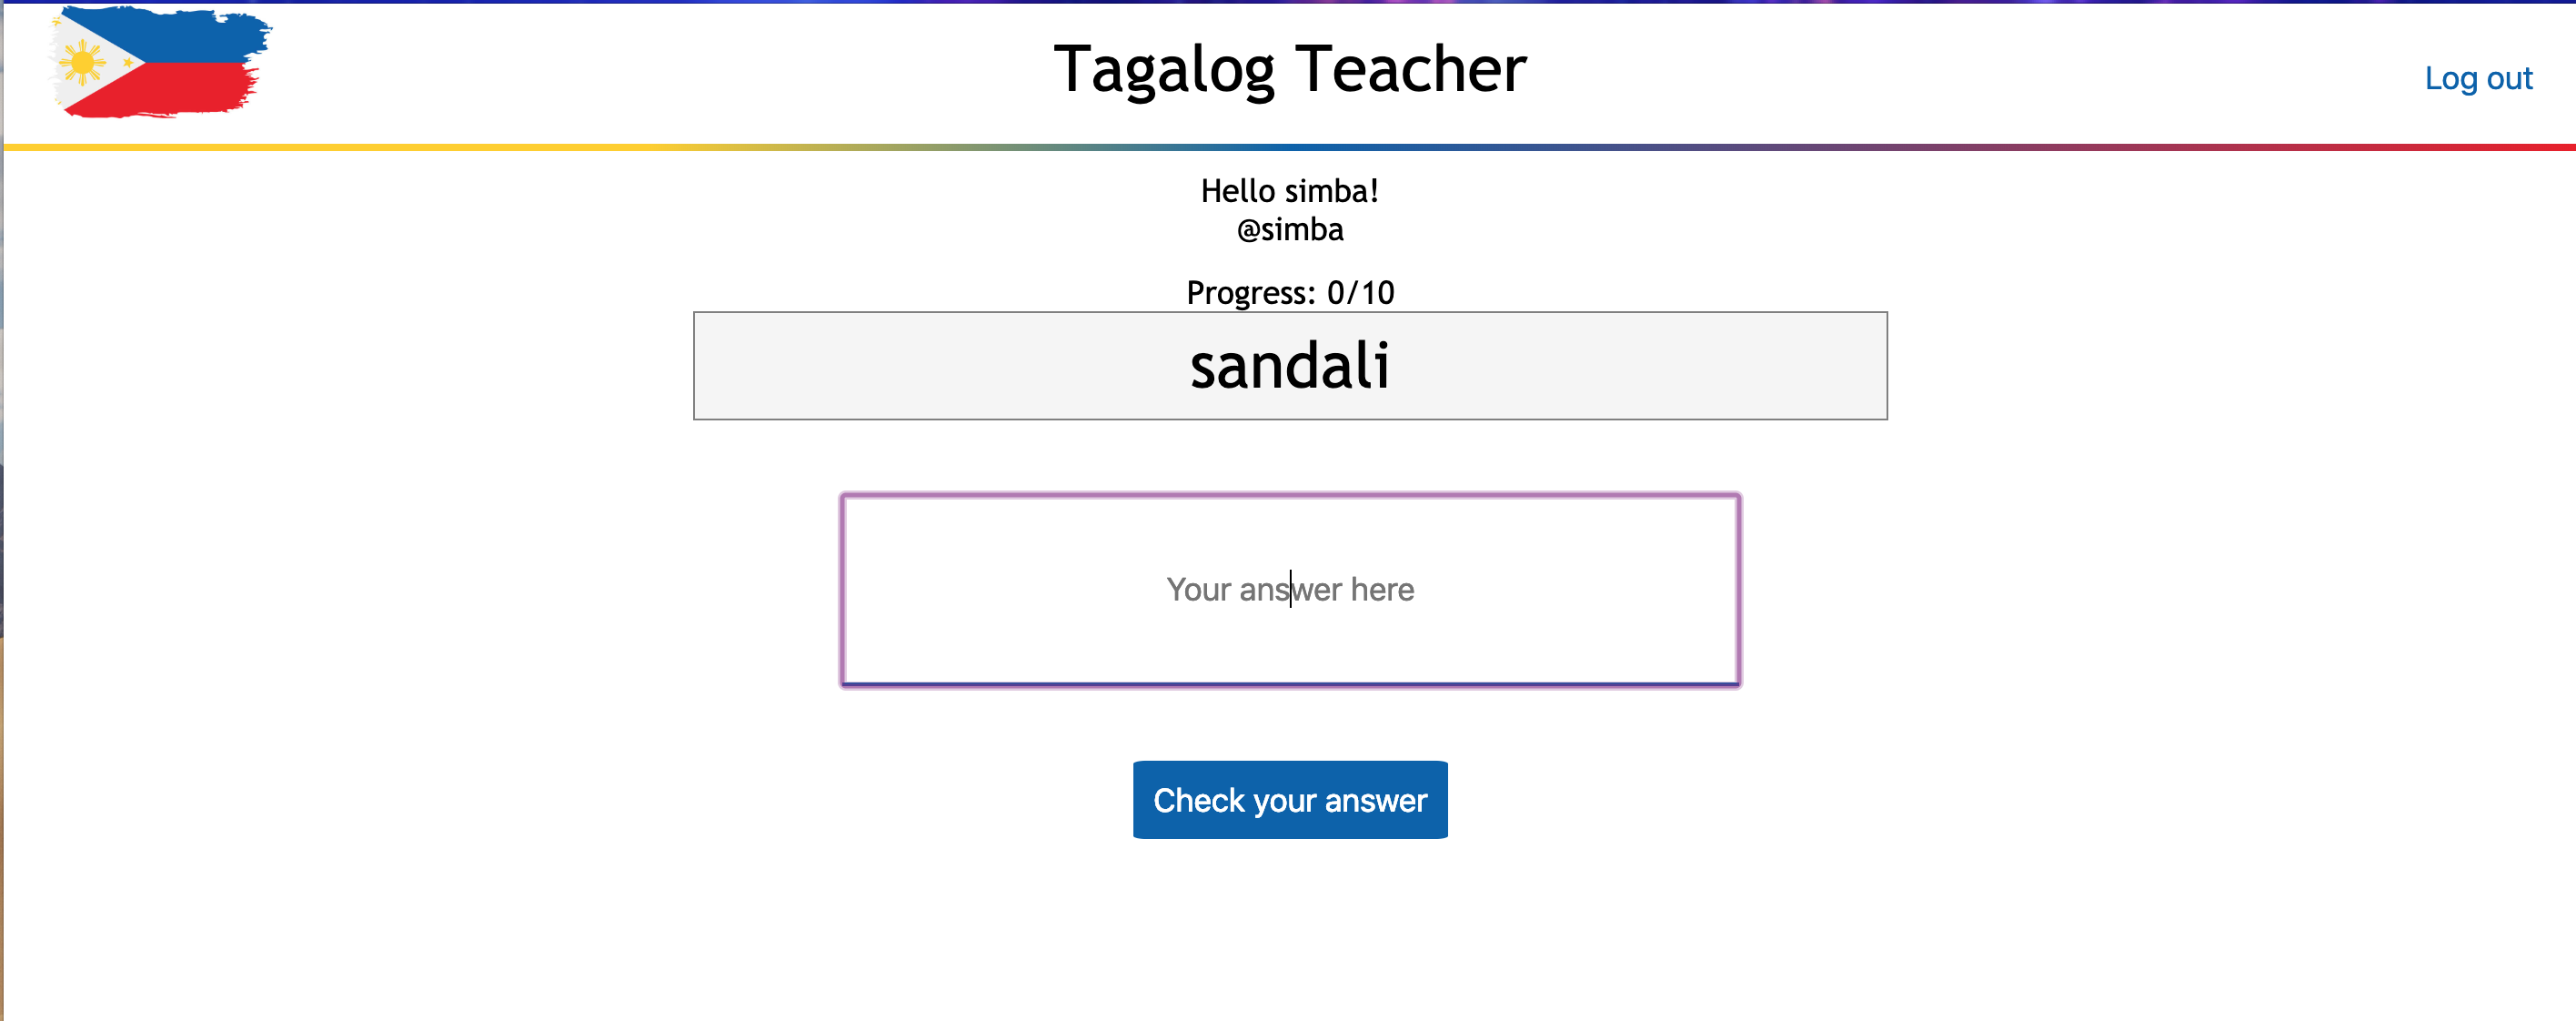 Tagalog Teacher
Log out
Hello simba!
@simba
Progress: 0/10
sandali
Your answer here
Check your answer